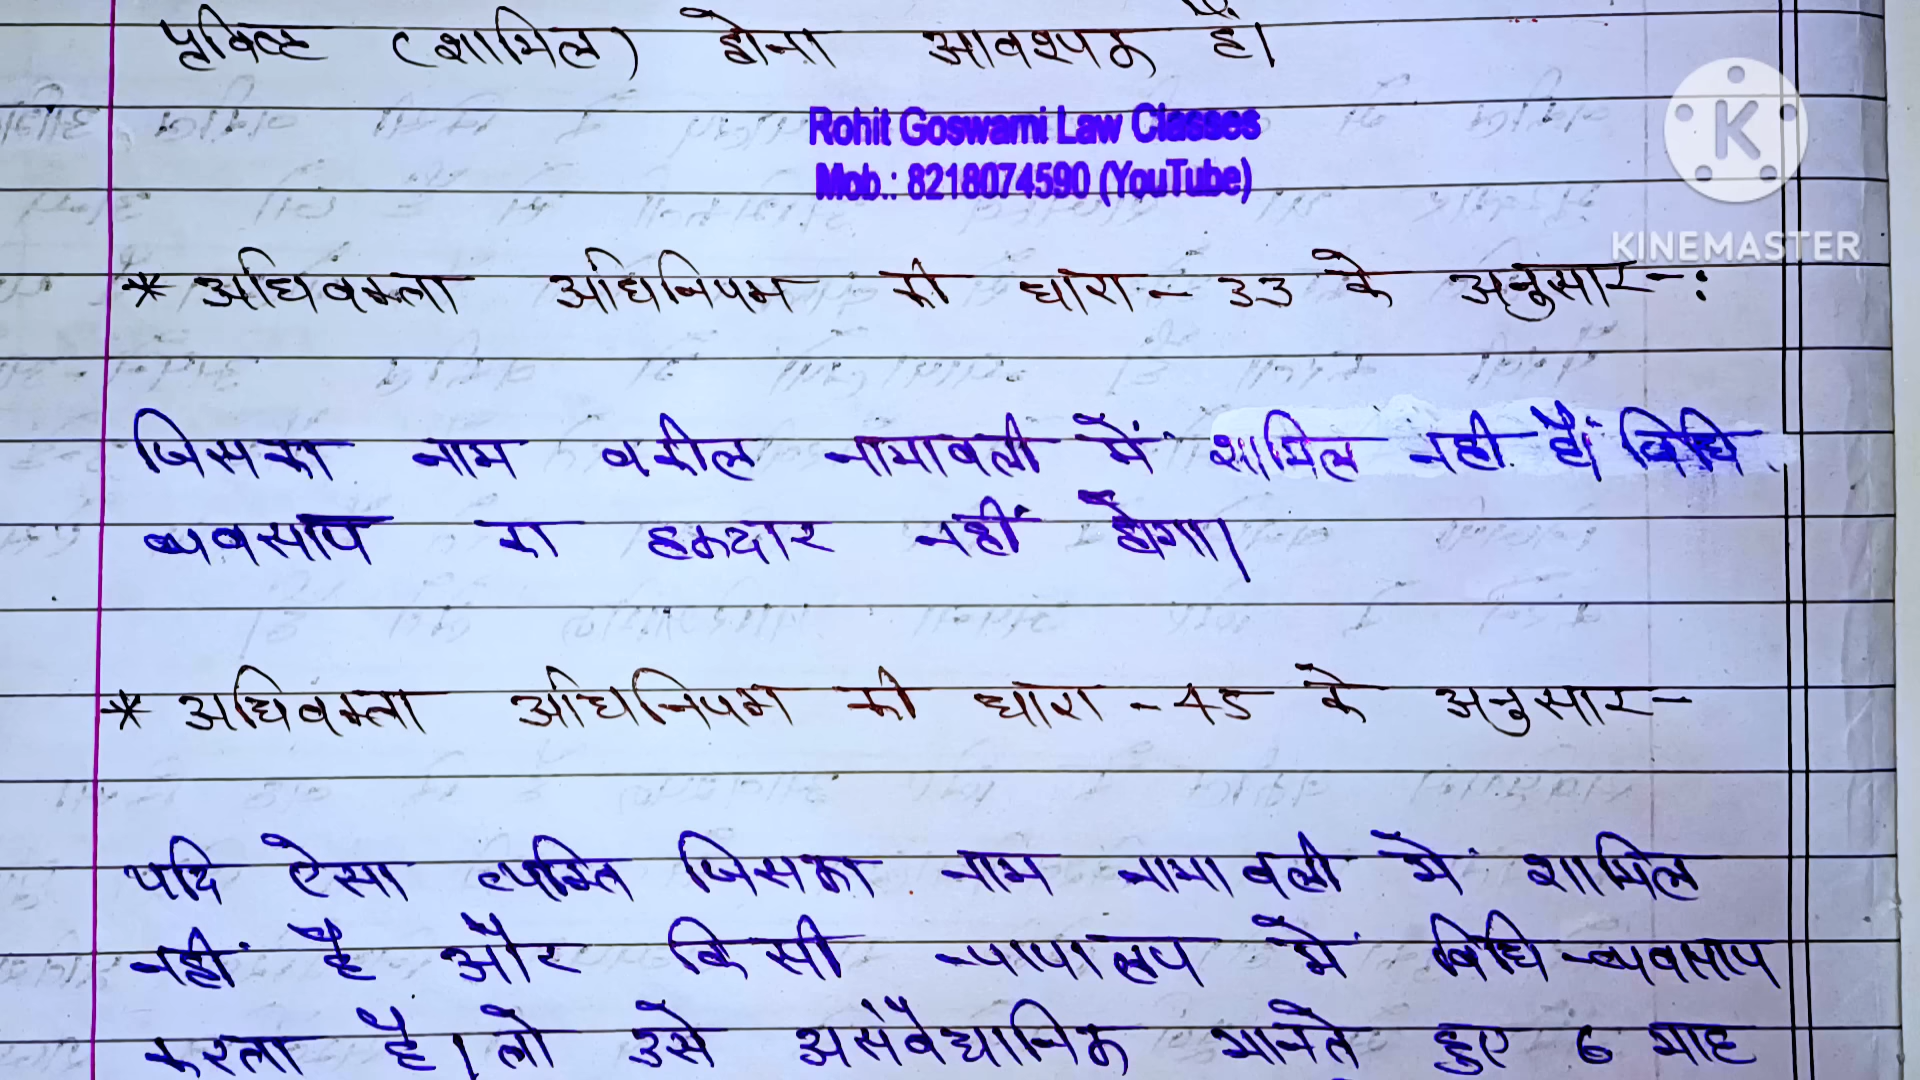 प्रविष्ट (शामिल) होना आवश्यक है।
Rohit Goswami Law Classes
Mob.: 8218074590 (YouTube)
KINEMASTER
* अधिवक्ता अधिनियम की धारा - 33 के अनुसार -:
जिसका नाम वकील नामावली में शामिल नही है। विधि
व्यवसाय का हकदार नहीं होगा।
* अधिवक्ता अधिनियम की धारा - 45 के अनुसार -
यदि ऐसा व्यक्ति जिसका नाम नामावली में शामिल
नहीं है और किसी न्यायालय में विधि-व्यवसाय
करता है। तो उसे असंवैधानिक मानते हुए 6 माह